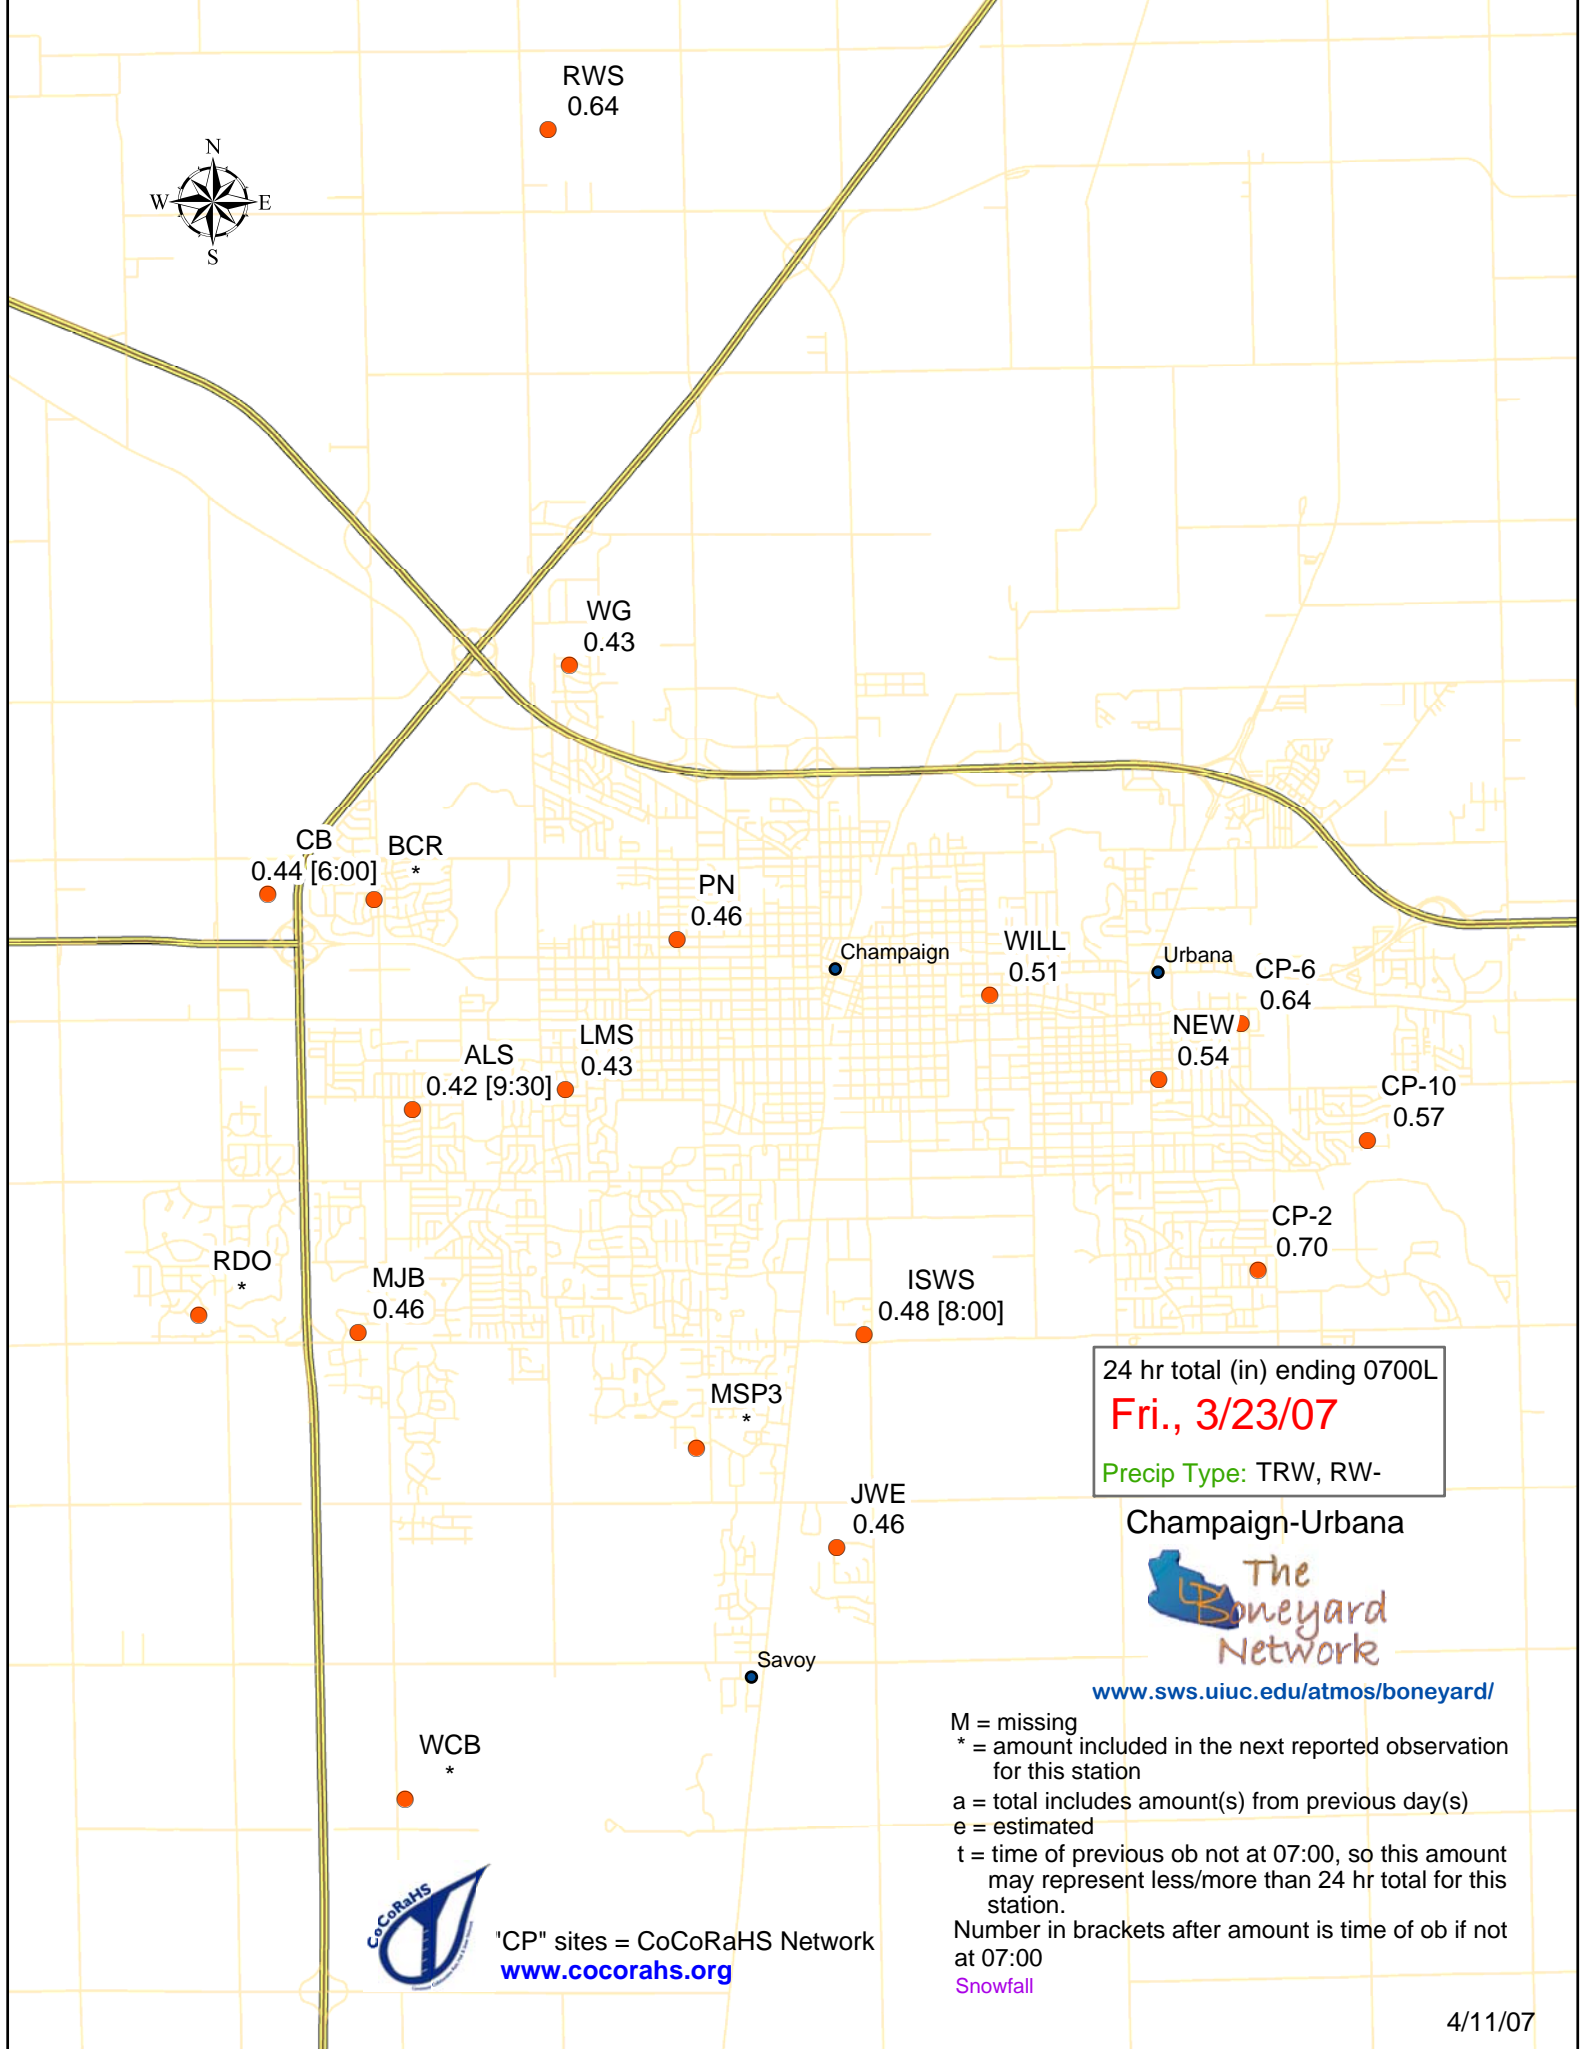 RWS
0.64
N
W
E
S
WG
0.43
CB
0.44 [6:00]
BCR
*
PN
0.46
Champaign
WILL
0.51
Urbana
CP-6
0.64
NEW
0.54
LMS
0.43
ALS
0.42 [9:30]
CP-10
0.57
CP-2
0.70
RDO
*
MJB
0.46
ISWS
0.48 [8:00]
MSP3
*
JWE
0.46
24 hr total (in) ending 0700L
Fri., 3/23/07
Precip Type: TRW, RW-
Champaign-Urbana
The
Boneyard
Network
www.sws.uiuc.edu/atmos/boneyard/
Savoy
WCB
*
M = missing
* = amount included in the next reported observation
for this station
a = total includes amount(s) from previous day(s)
e = estimated
t = time of previous ob not at 07:00, so this amount
may represent less/more than 24 hr total for this
station.
Number in brackets after amount is time of ob if not
at 07:00
Snowfall
CoCoRaHS
'CP" sites = CoCoRaHS Network
www.cocorahs.org
4/11/07